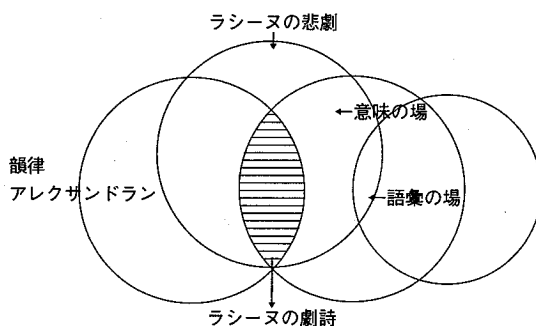 ラシーヌの悲劇
←意味の場
韻律
アレクサンドラン
←語彙の場
ラシーヌの劇詩